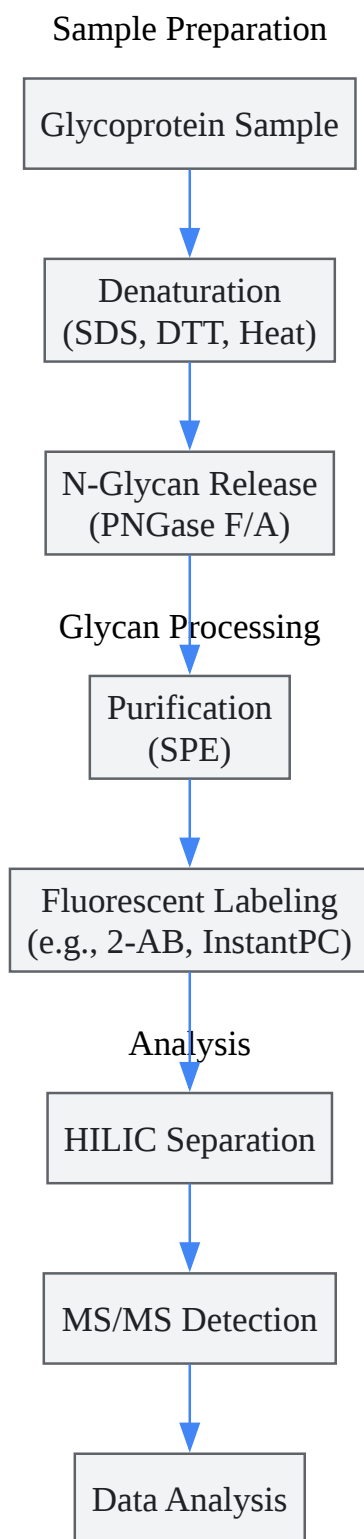 Sample Preparation
Glycoprotein Sample
Denaturation
(SDS, DTT, Heat)
N-Glycan Release
(PNGase F/A)
Glycan Processing
Purification
(SPE)
Fluorescent Labeling
(e.g., 2-AB, InstantPC)
Analysis
HILIC Separation
MS/MS Detection
Data Analysis